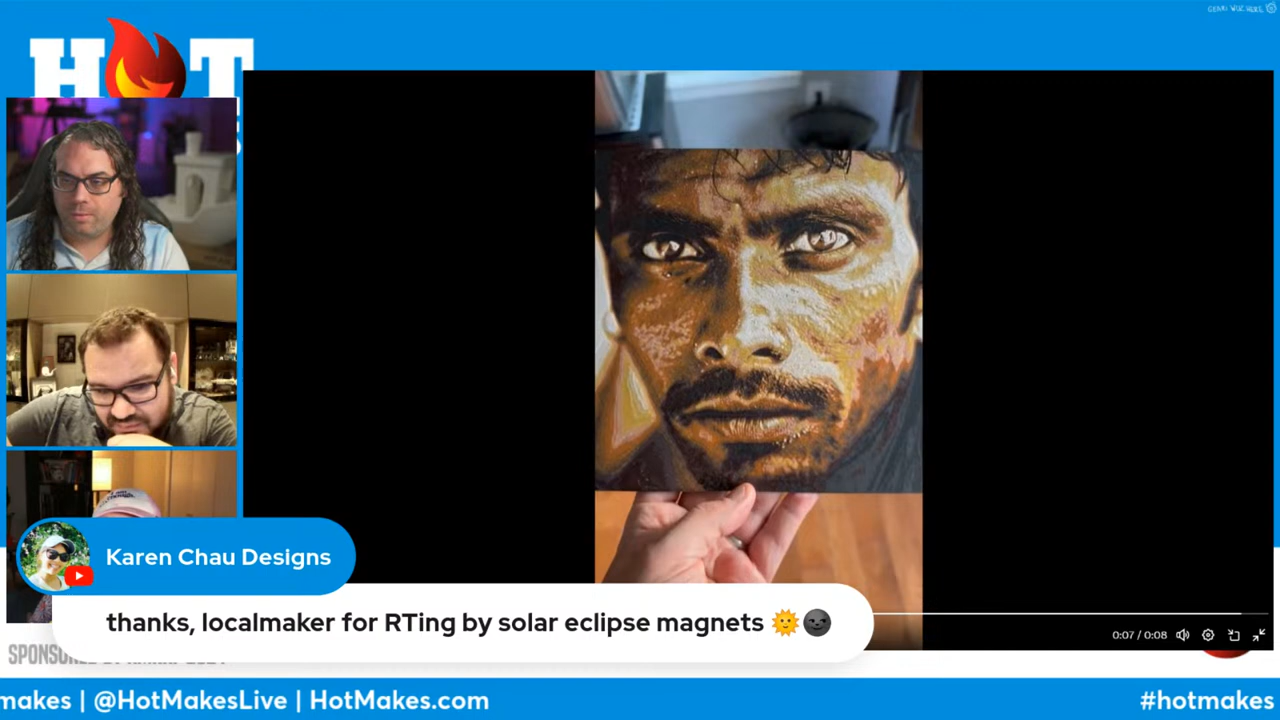 HOT
Karen Chau Designs
thanks, localmaker for RTing by solar eclipse magnets 🌞🌚
0:07 / 0:08
makes | @HotMakesLive | HotMakes.com
#hotmakes